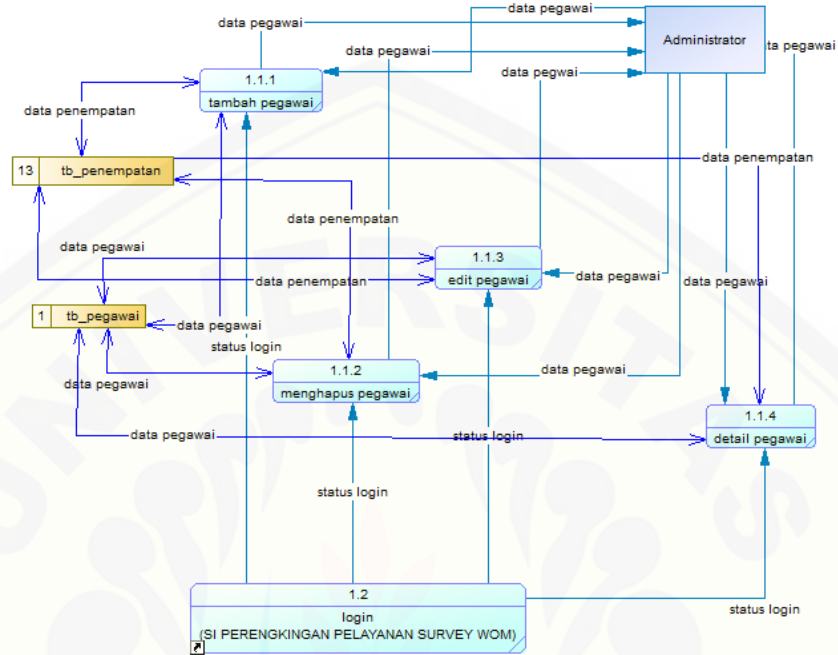 data pegawai
data pegawai
Administrator
data pegawai
ta pegawai
data pegwai
1.1.1
tambah pegawai
data penempatan
13 tb_penempatan
data penempatan
data penempatan
data pegawai
1.1.3
edit pegawai
data penempatan
data pegawai
data pegawai
1 tb_pegawai
data pegawai
status login
1.1.2
menghapus pegawai
data pegawai
data pegawai
1.1.4
detail pegawai
data pegawai
status login
status login
1.2
login
(SI PERENGKINGAN PELAYANAN SURVEY WOM)
status login
UNIVERSITAS